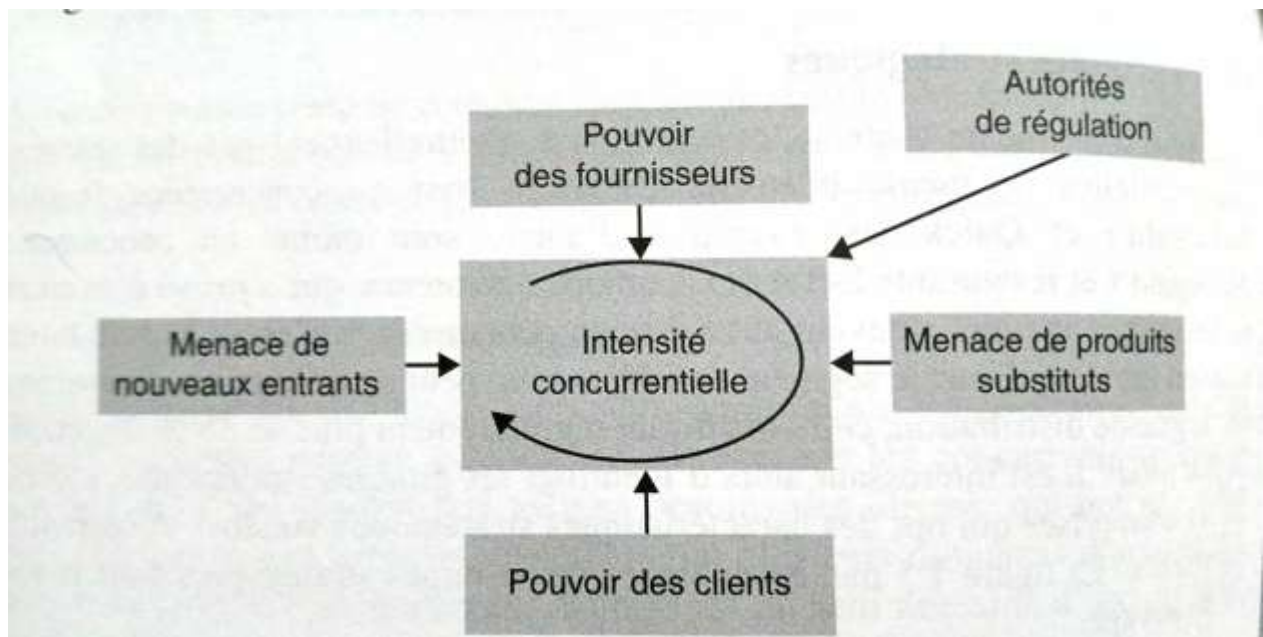 Autorités
de régulation
Pouvoir
des fournisseurs
Menace de
nouveaux entrants
Intensité
concurrentielle
Menace de produits
substituts
Pouvoir des clients